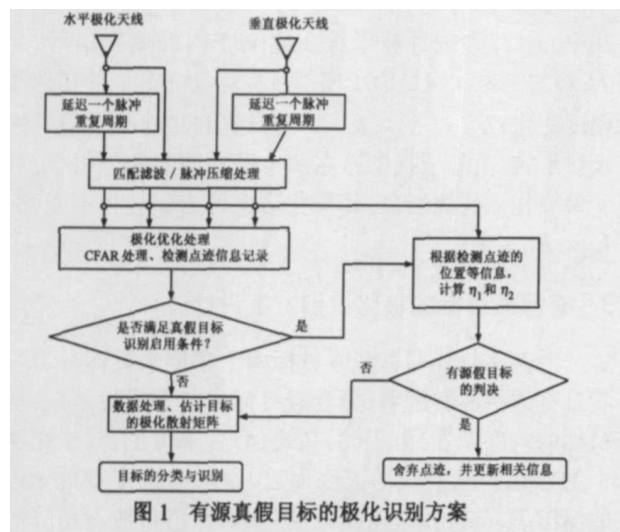 水平极化天线
垂直极化天线
延迟一个脉冲
重复周期
延迟一个脉冲
重复周期
匹配滤波/脉冲压缩处理
极化优化处理
CFAR处理、检测点迹信息记录
根据检测点迹的
位置等信息,
计算η₁和η₂
是否满足真假目标
识别启用条件?
是
否
有源假目标
的判决
否
是
数据处理、估计目标
的极化散射矩阵
目标的分类与识别
舍弃点迹,并更新相关信息
图1 有源真假目标的极化识别方案